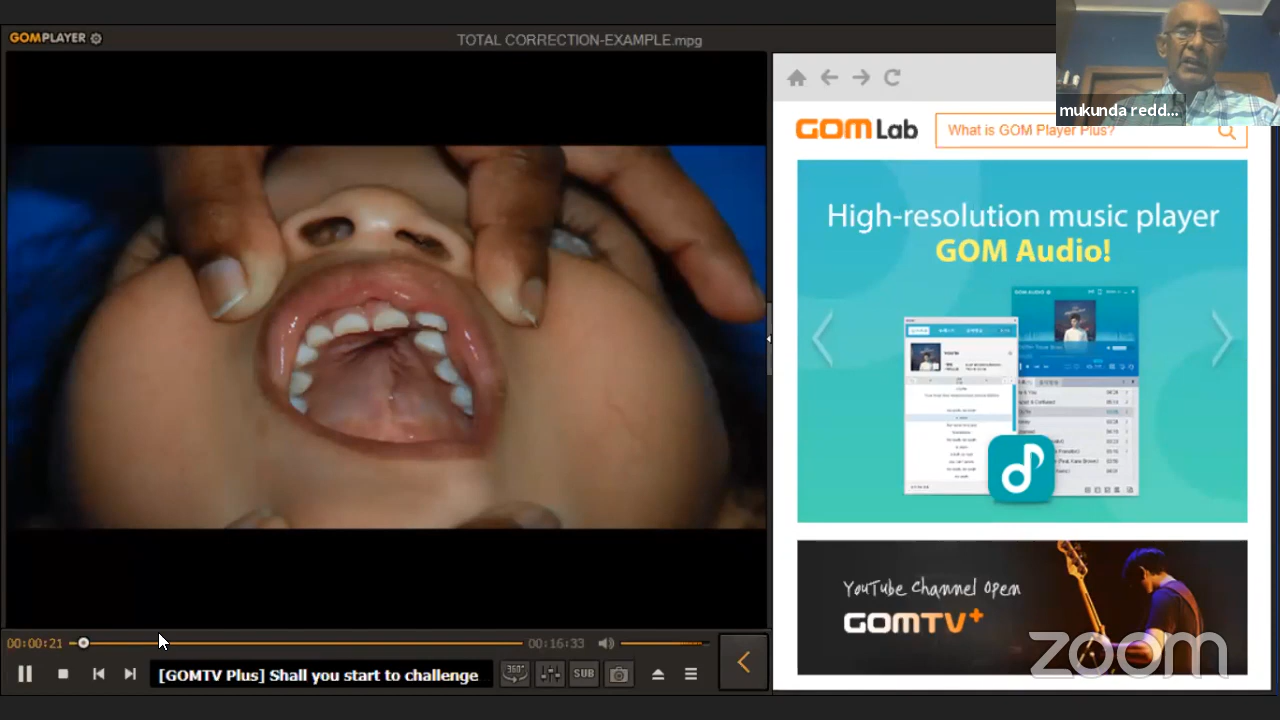 GOMPLAYER
TOTAL CORRECTION-EXAMPLE.mpg
mukunda redd...
GOM Lab
What is GOM Player Plus?
High-resolution music player
GOM Audio!
YouTube Channel Open
GOMTV+
zoom
00:00:21
00:16:33
[GOMTV Plus] Shall you start to challenge
360°
SUB